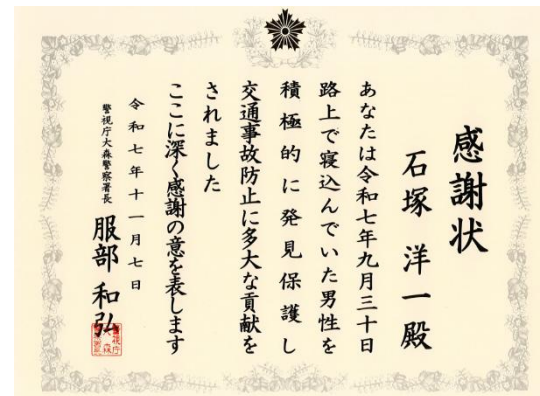 感謝状
石塚 洋一 殿
あなたは令和七年九月三十日
路上で寝込んでいた男性を
積極的に発見保護し
交通事故防止に多大な貢献を
されました
ここに深く感謝の意を表します
令和七年十一月七日
警視庁大森警察署長
服部 和弘